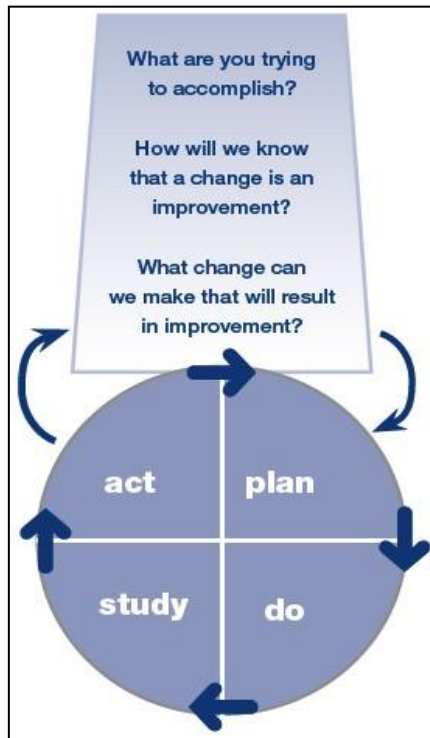 What are you trying
to accomplish?
How will we know
that a change is an
improvement?
What change can
we make that will result
in improvement?
act
plan
study
do